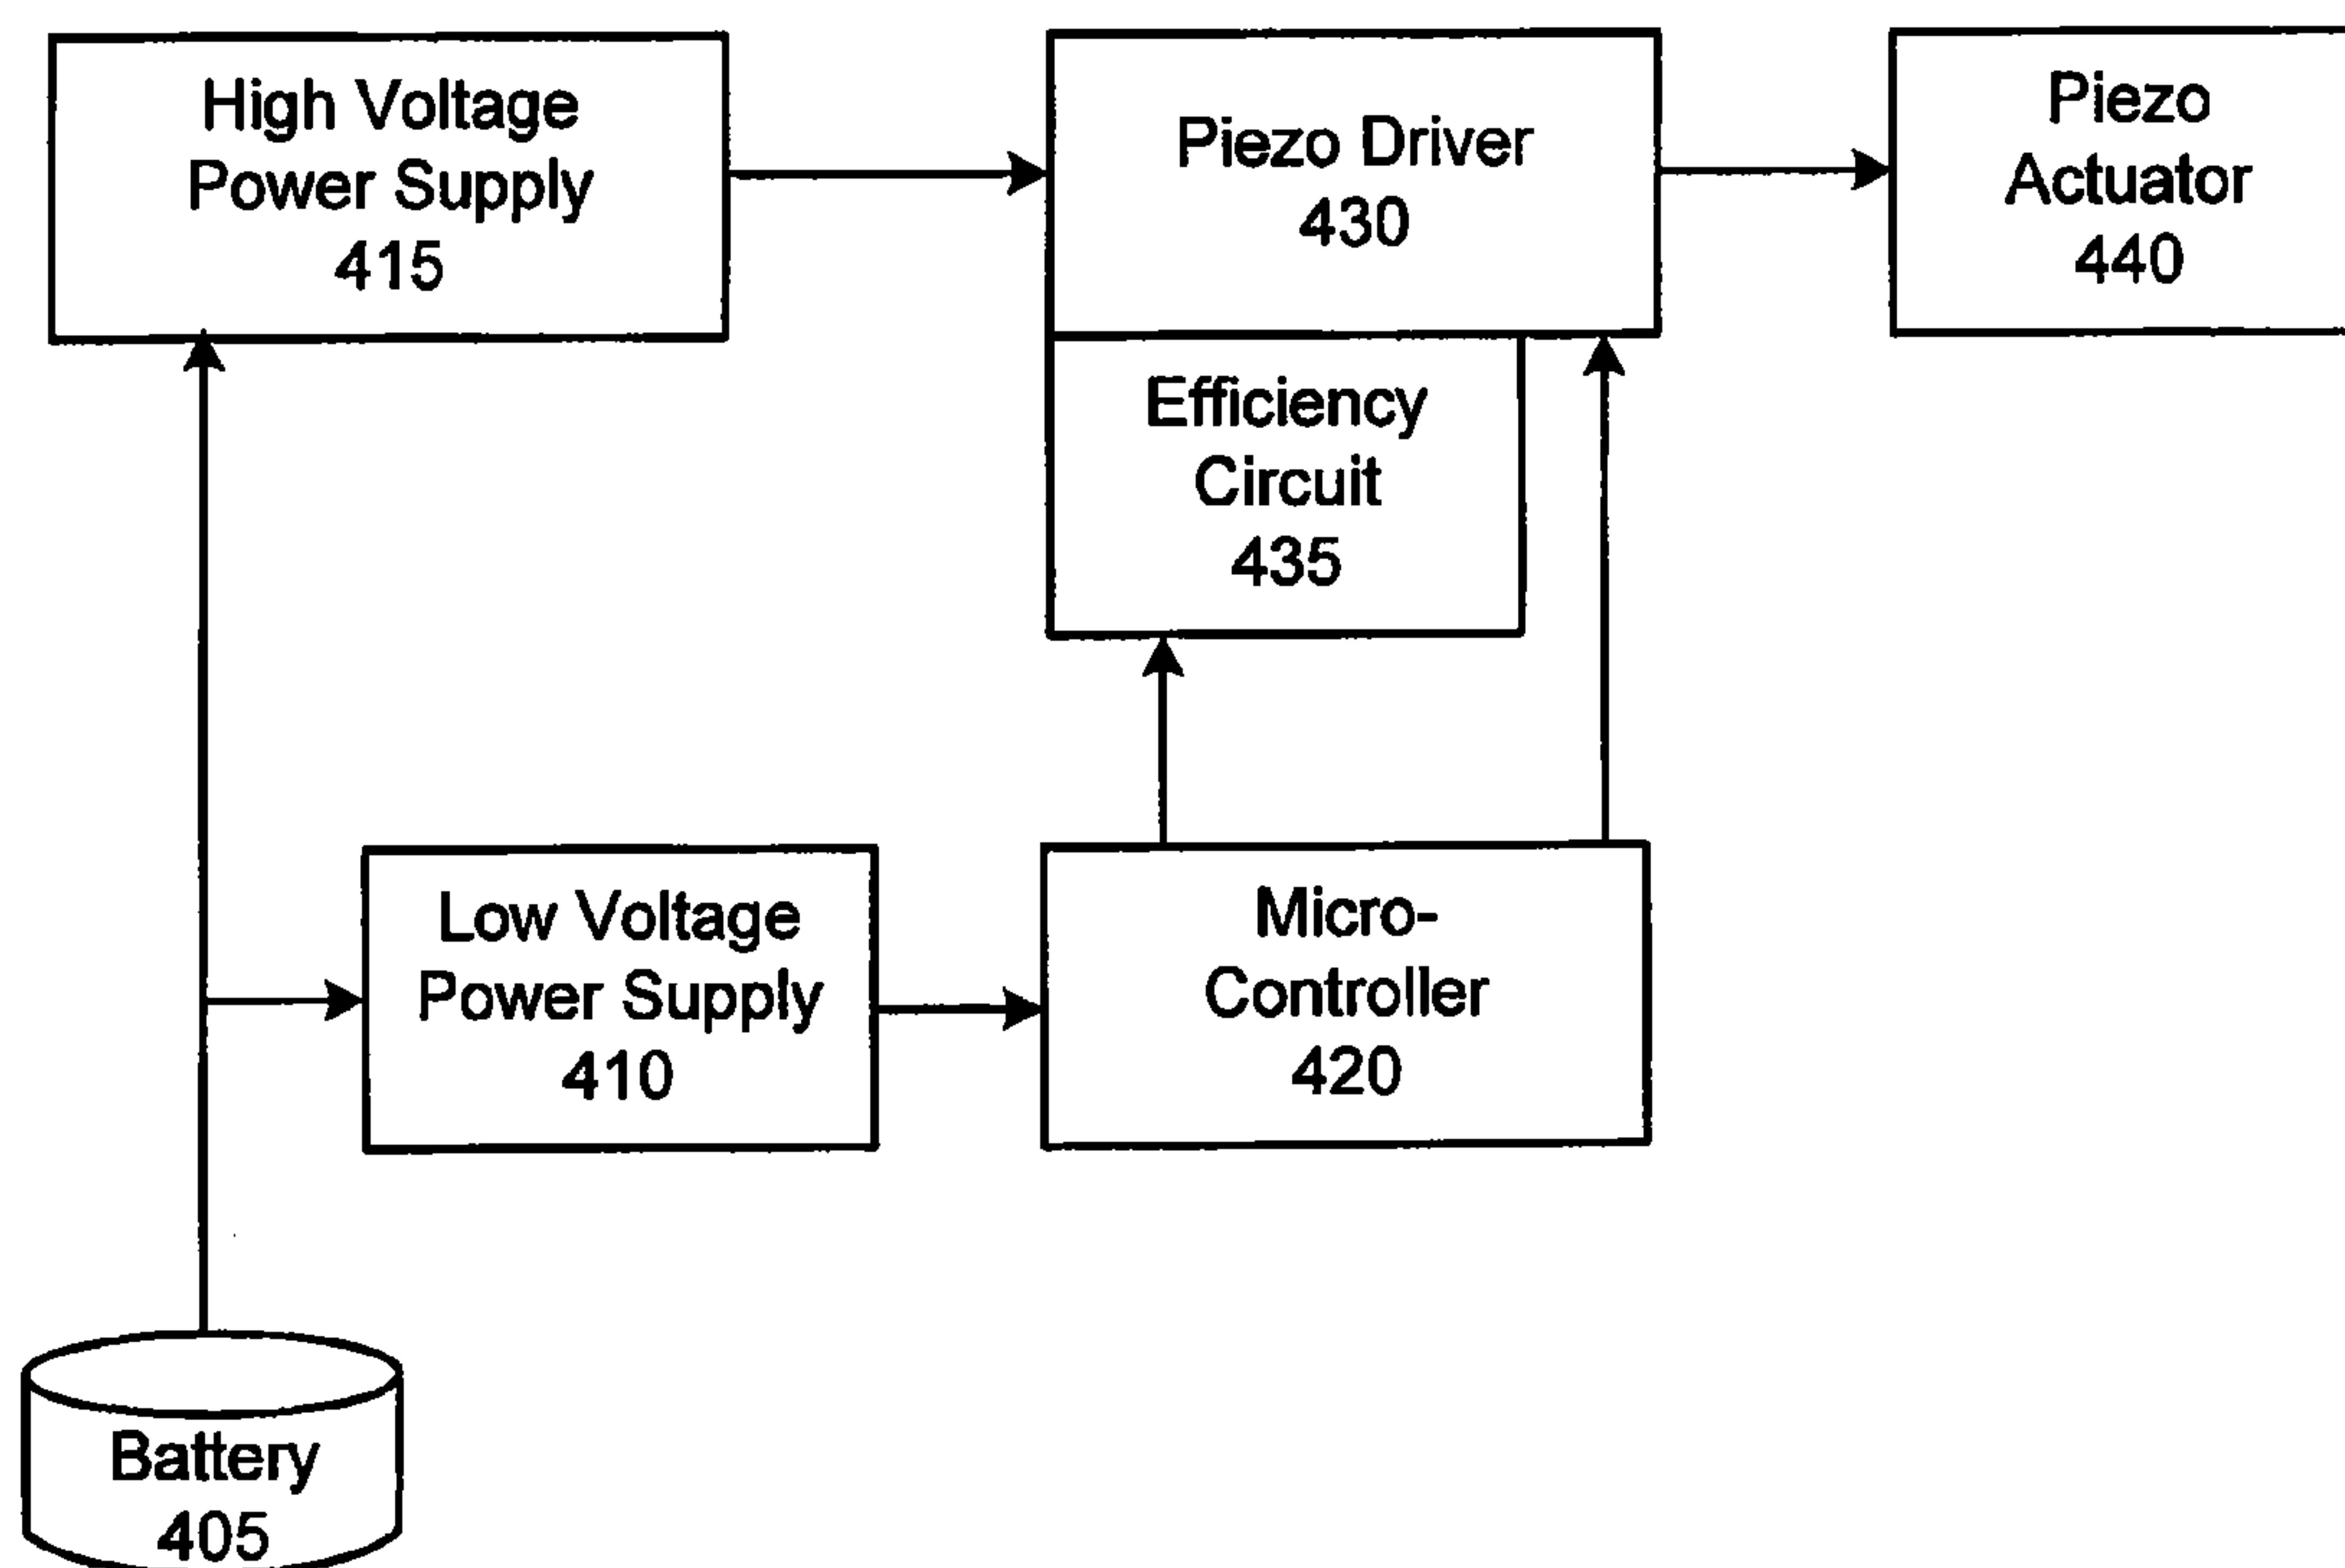 High Voltage
Power Supply
415
Piezo Driver
430
Piezo
Actuator
440
Efficiency
Circuit
435
Low Voltage
Power Supply
410
Micro-
Controller
420
Battery
405